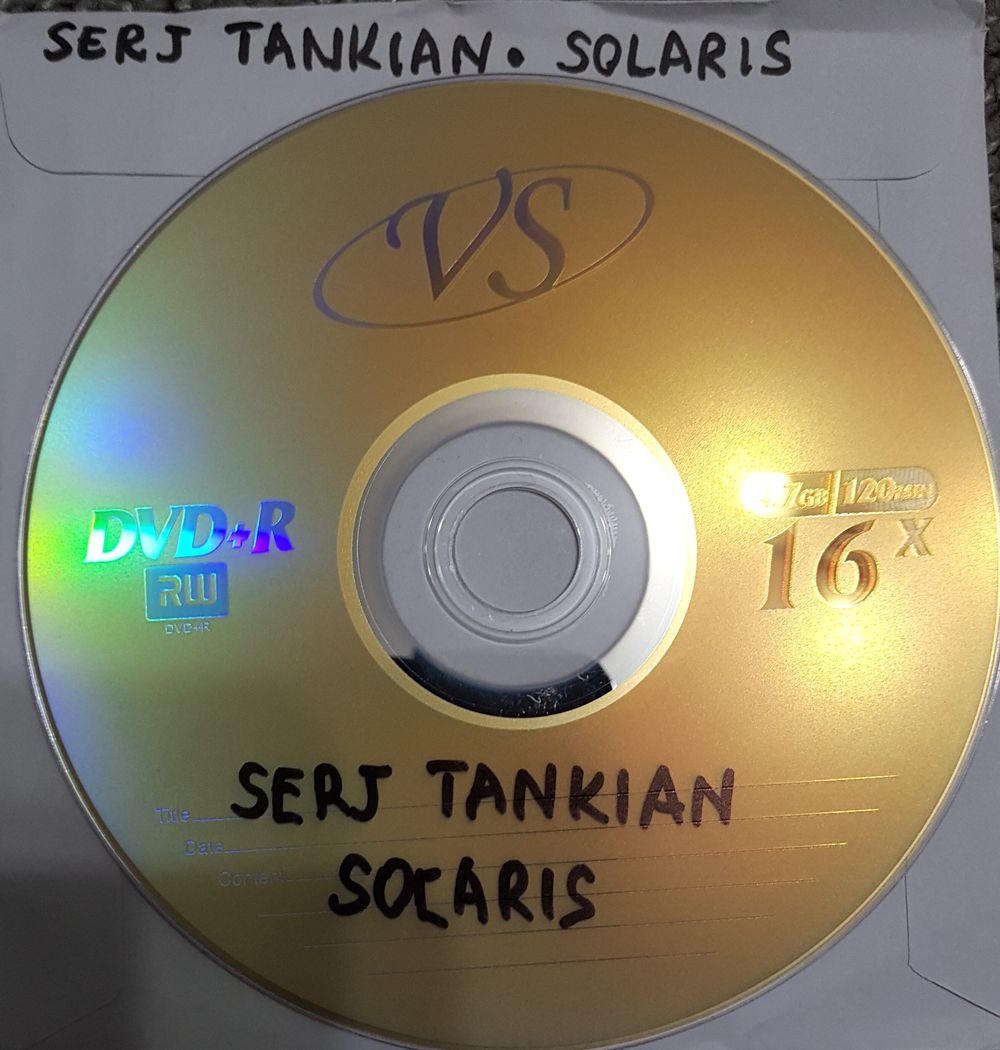 SERJ TANKIAN. SOLARIS
VS
4.7GB 120MIN
16X
DVD+R
RW
DVD+R
SERJ TANKIAN
Title
Date
Content
SOLARIS